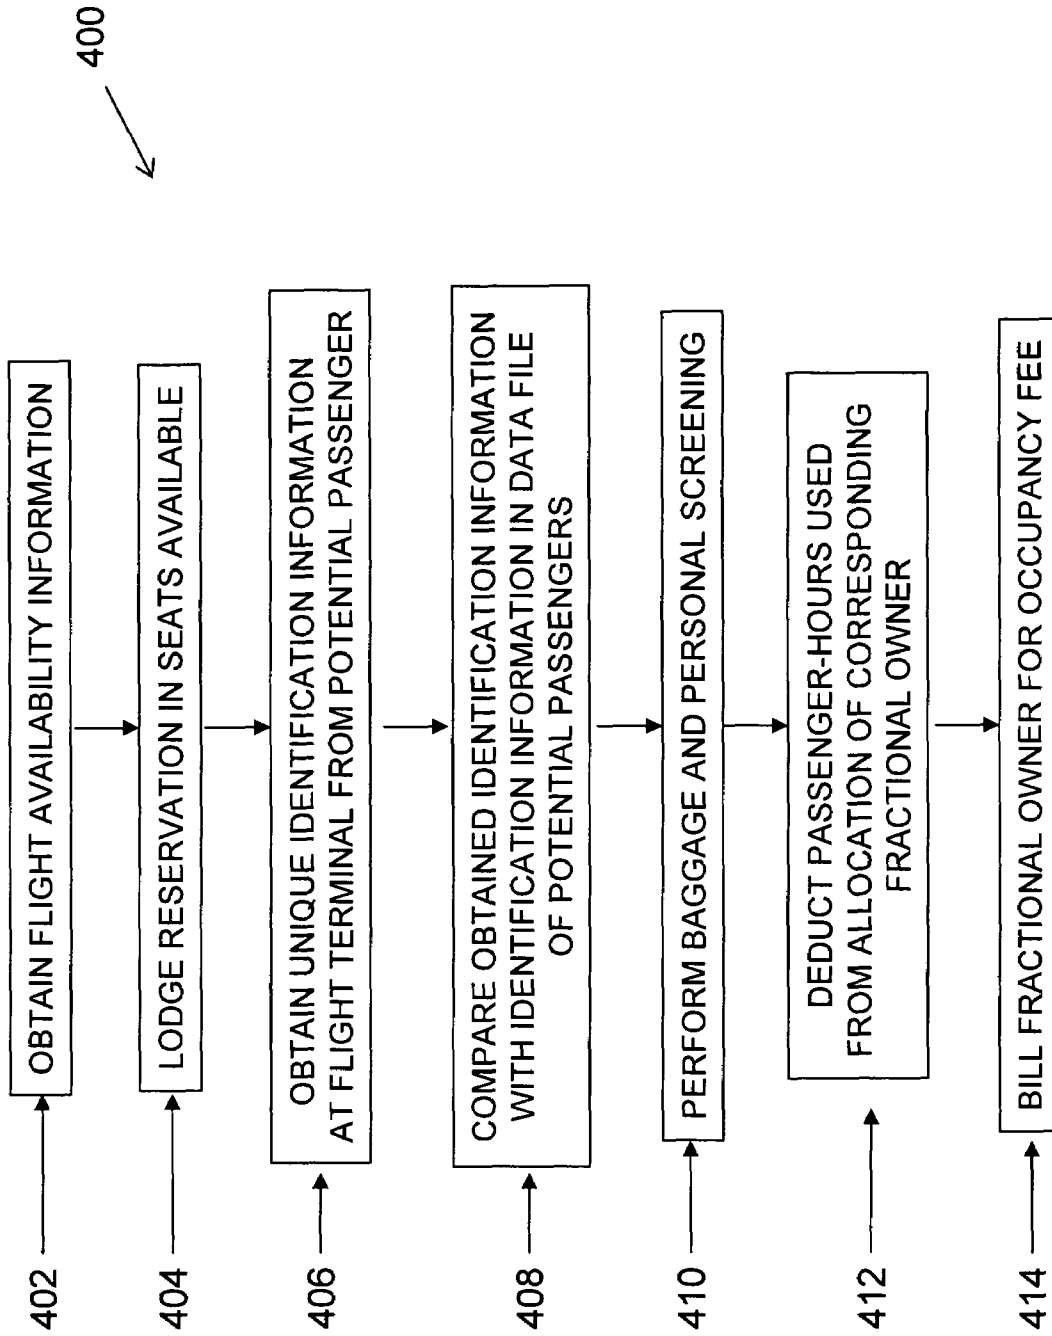 400
402
OBTAIN FLIGHT AVAILABILITY INFORMATION
404
LODGE RESERVATION IN SEATS AVAILABLE
406
OBTAIN UNIQUE IDENTIFICATION INFORMATION
AT FLIGHT TERMINAL FROM POTENTIAL PASSENGER
408
COMPARE OBTAINED IDENTIFICATION INFORMATION
WITH IDENTIFICATION INFORMATION IN DATA FILE
OF POTENTIAL PASSENGERS
410
PERFORM BAGGAGE AND PERSONAL SCREENING
412
DEDUCT PASSENGER-HOURS USED
FROM ALLOCATION OF CORRESPONDING
FRACTIONAL OWNER
414
BILL FRACTIONAL OWNER FOR OCCUPANCY FEE